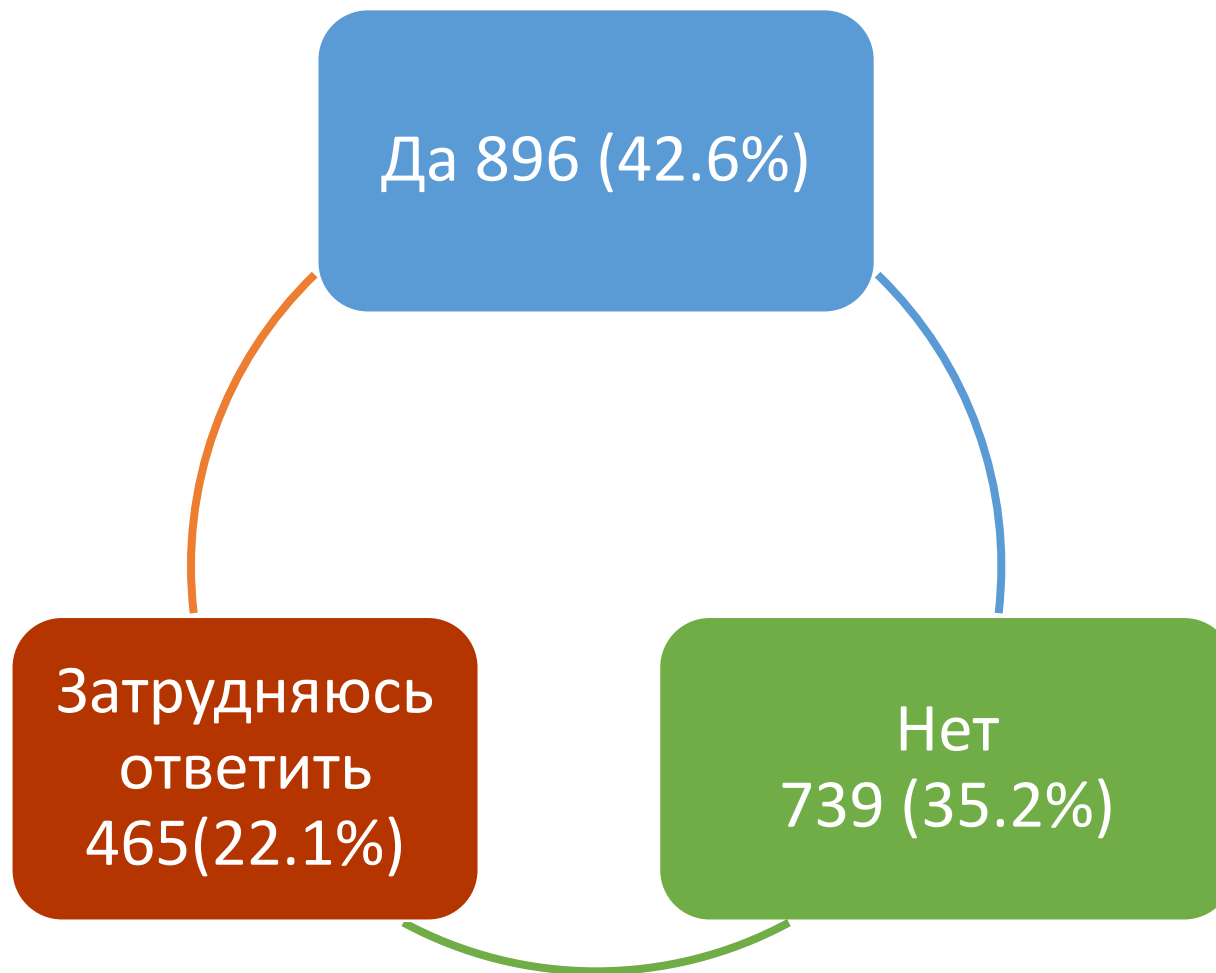 Да 896 (42.6%)
Затрудняюсь
ответить
465(22.1%)
Нет
739 (35.2%)